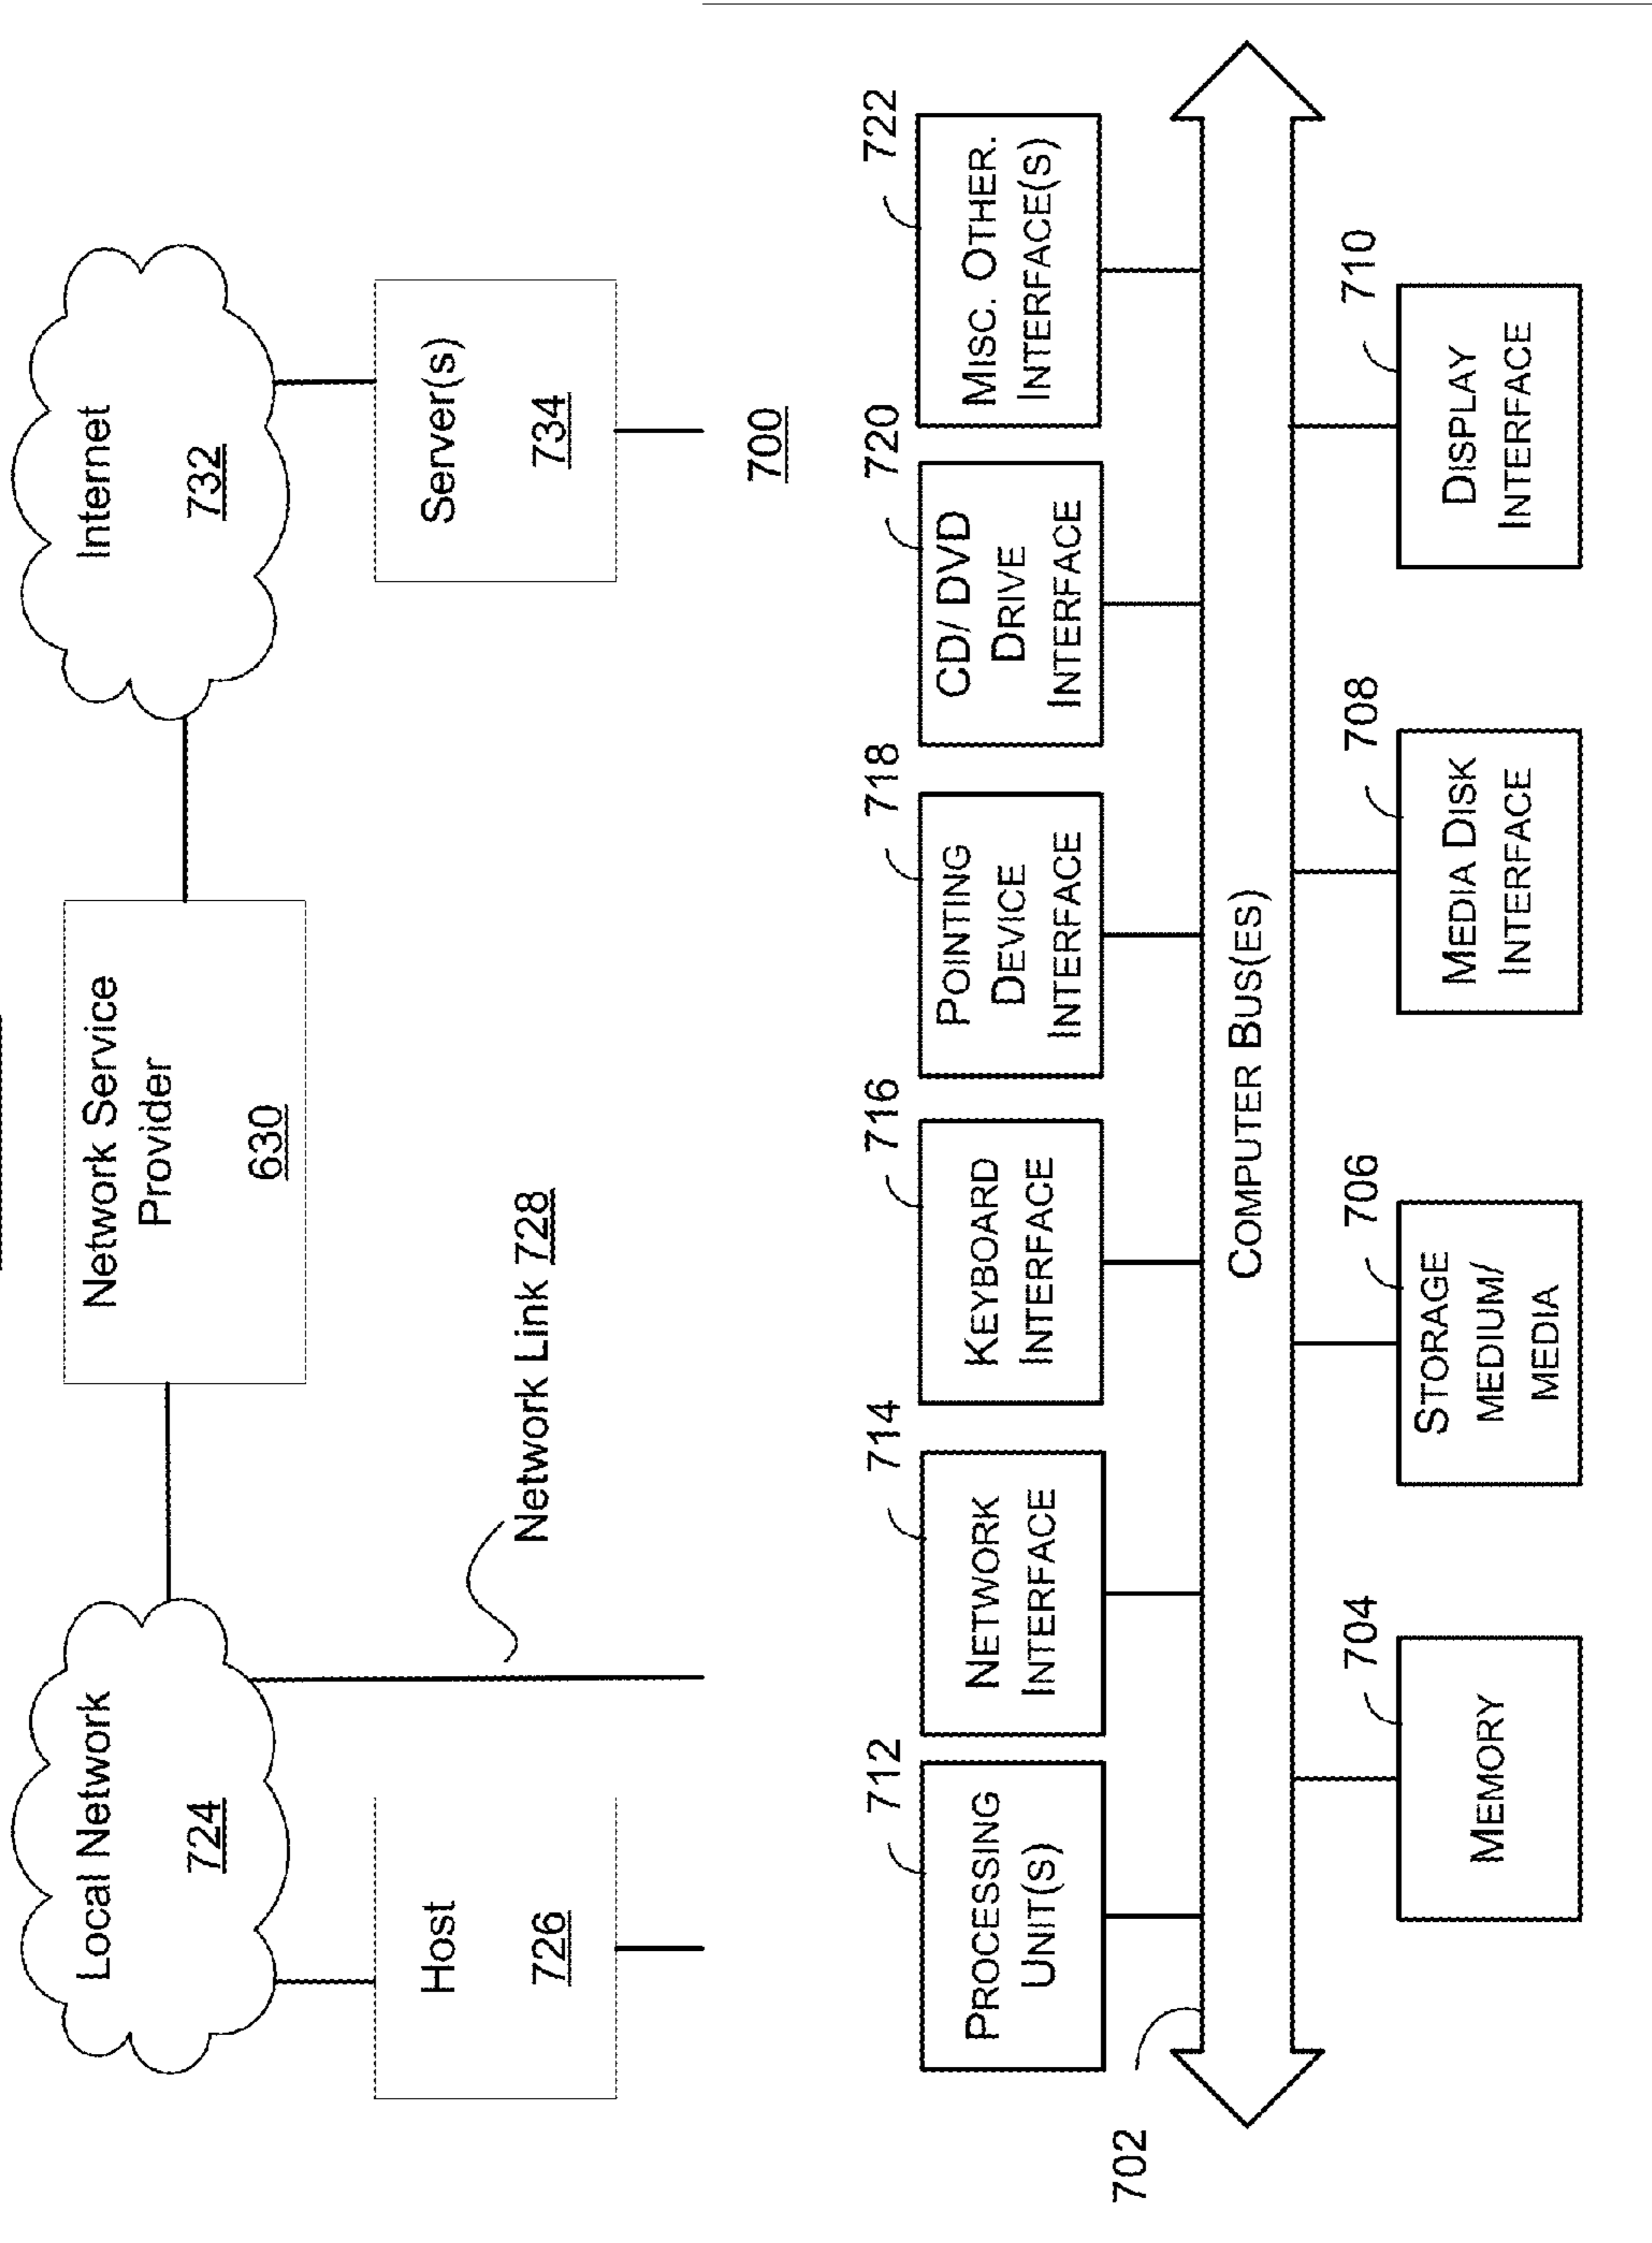 Local Network
724
Network Service
Provider
630
Internet
732
Host
726
Network Link 728
Server(s)
734
700
712
PROCESSING
UNIT(S)
714
NETWORK
INTERFACE
716
KEYBOARD
INTERFACE
718
POINTING
DEVICE
INTERFACE
720
CD/ DVD
DRIVE
INTERFACE
722
MISC. OTHER.
INTERFACE(S)
702
COMPUTER BUS(ES)
704
MEMORY
706
STORAGE
MEDIUM/
MEDIA
708
MEDIA DISK
INTERFACE
710
DISPLAY
INTERFACE